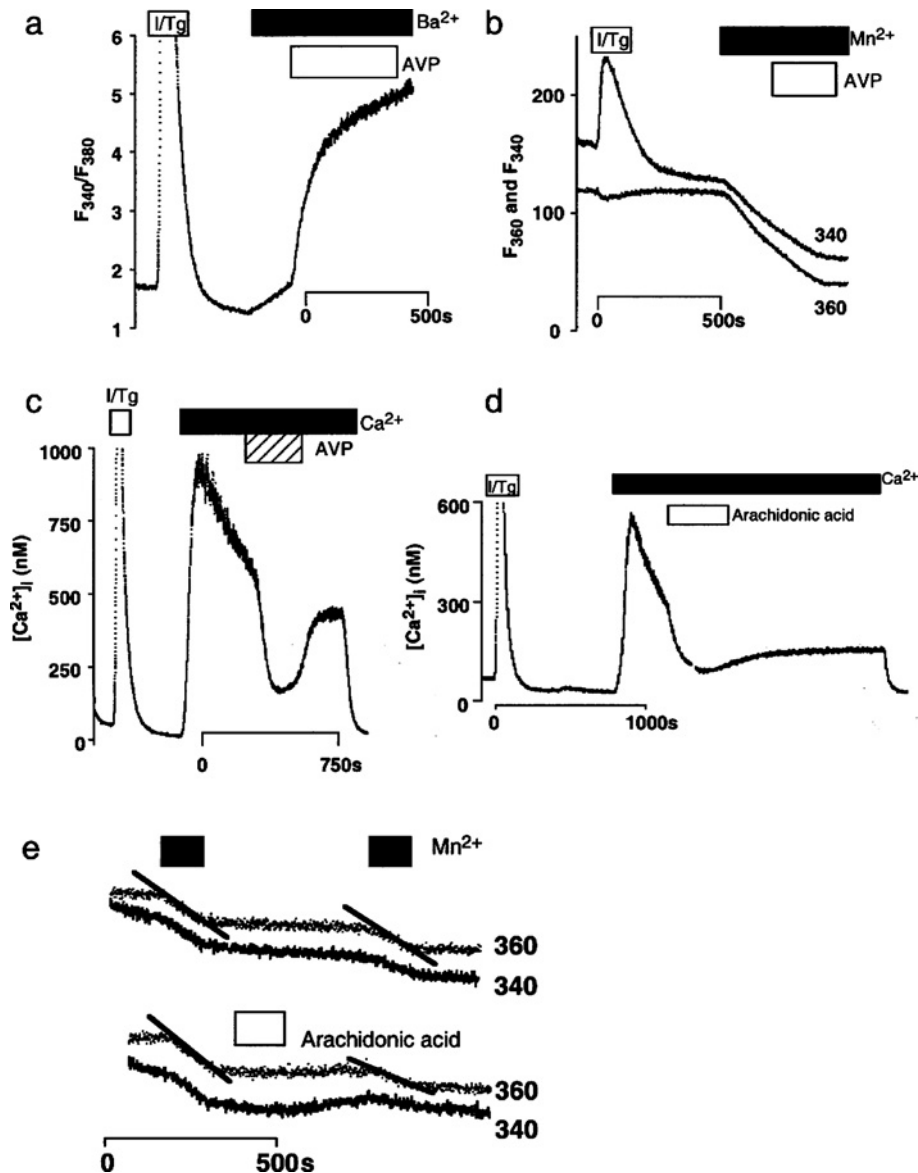 a
I/Tg
Ba2+
AVP
6
5
4
3
2
1
F340/F380
0
500s
b
I/Tg
Mn2+
AVP
200
100
0
F360 and F340
340
360
0
500s
c
I/Tg
Ca2+
AVP
1000
750
500
250
0
[Ca2+]i (nM)
0
750s
d
I/Tg
Ca2+
Arachidonic acid
600
300
0
[Ca2+]i (nM)
0
1000s
e
Mn2+
360
340
Arachidonic acid
360
340
0
500s